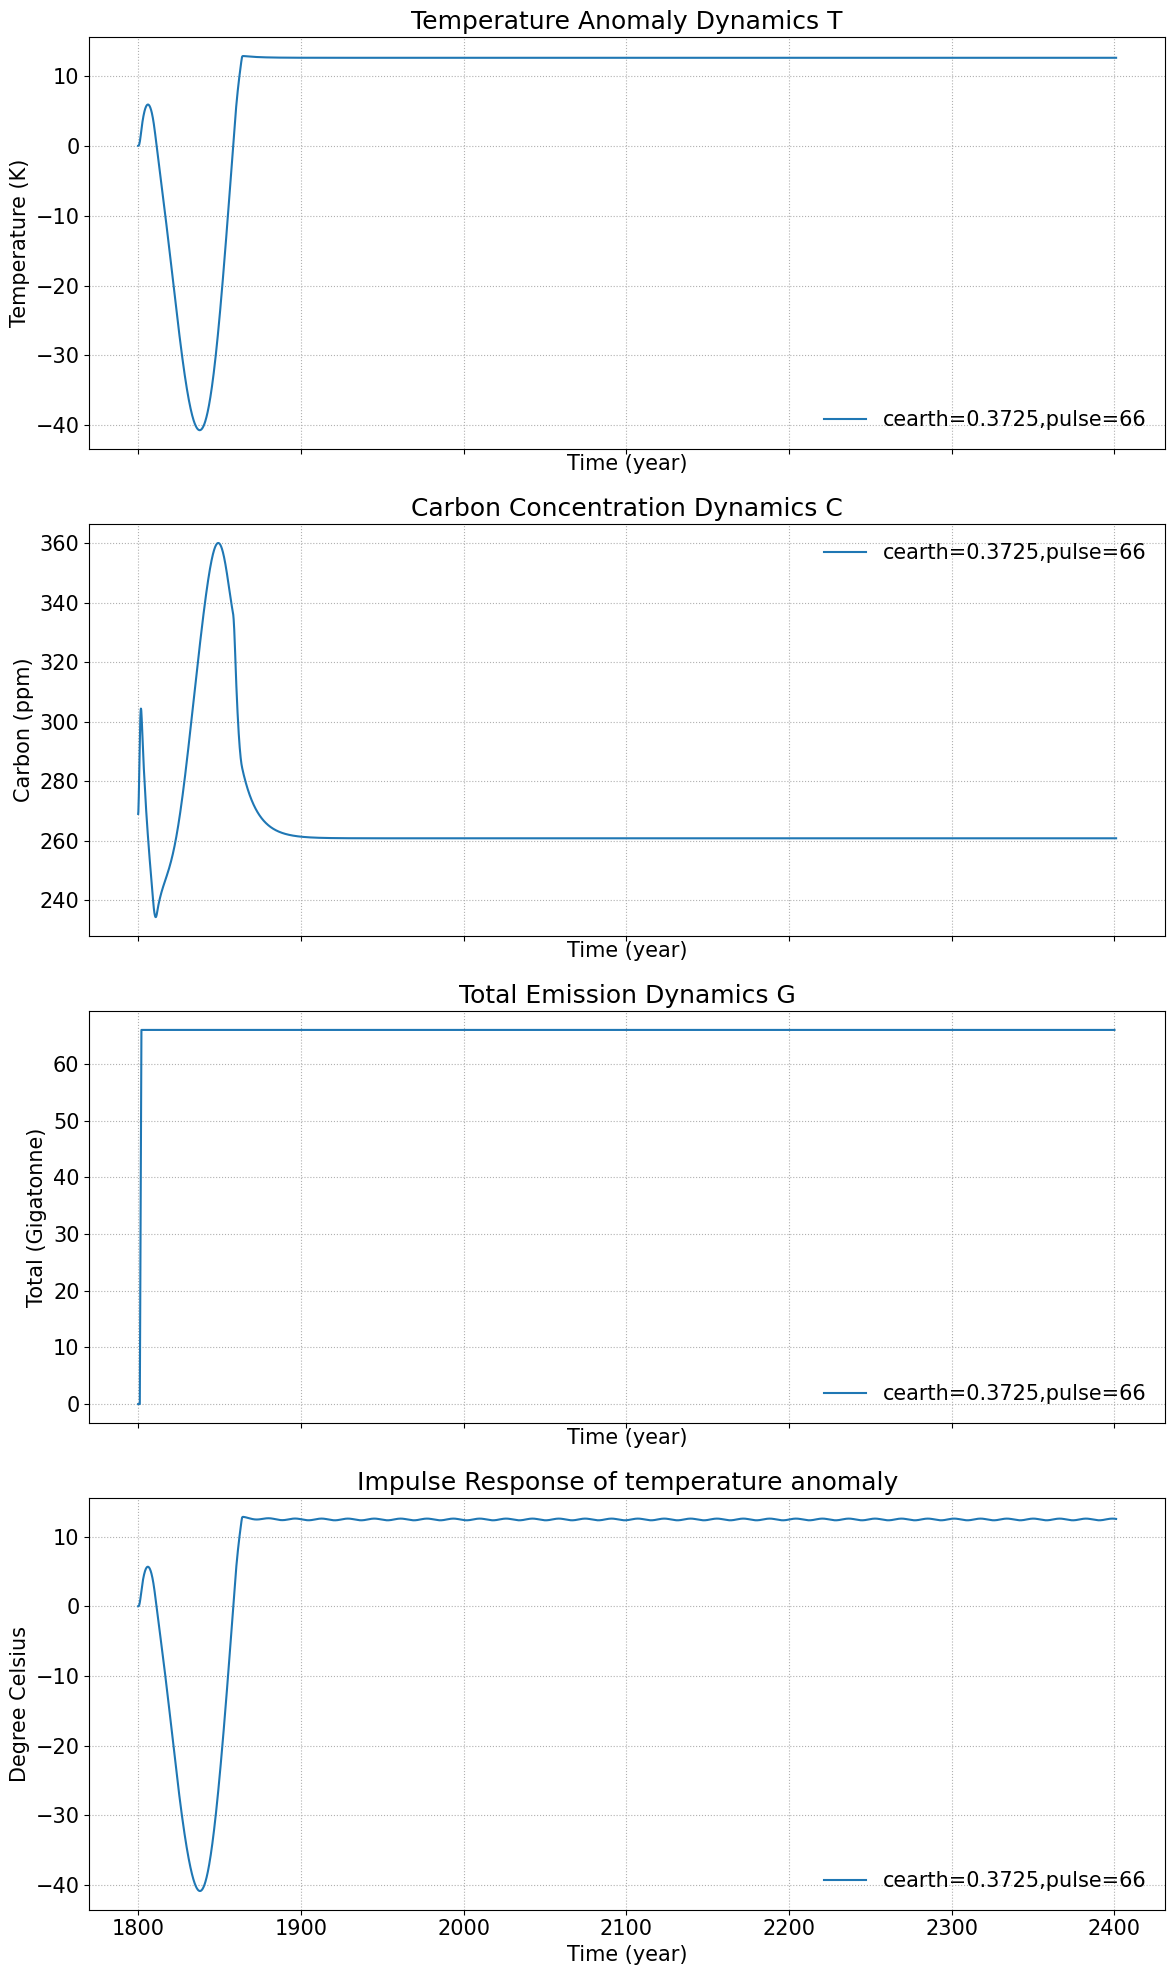 Temperature Anomaly Dynamics T
10
0
−10
−20
−30
−40
Temperature (K)
cearth=0.3725,pulse=66
Time (year)
Carbon Concentration Dynamics C
360
340
320
300
280
260
240
Carbon (ppm)
cearth=0.3725,pulse=66
Time (year)
Total Emission Dynamics G
60
50
40
30
20
10
0
Total (Gigatonne)
cearth=0.3725,pulse=66
Time (year)
Impulse Response of temperature anomaly
10
0
−10
−20
−30
−40
Degree Celsius
cearth=0.3725,pulse=66
1800 1900 2000 2100 2200 2300 2400
Time (year)